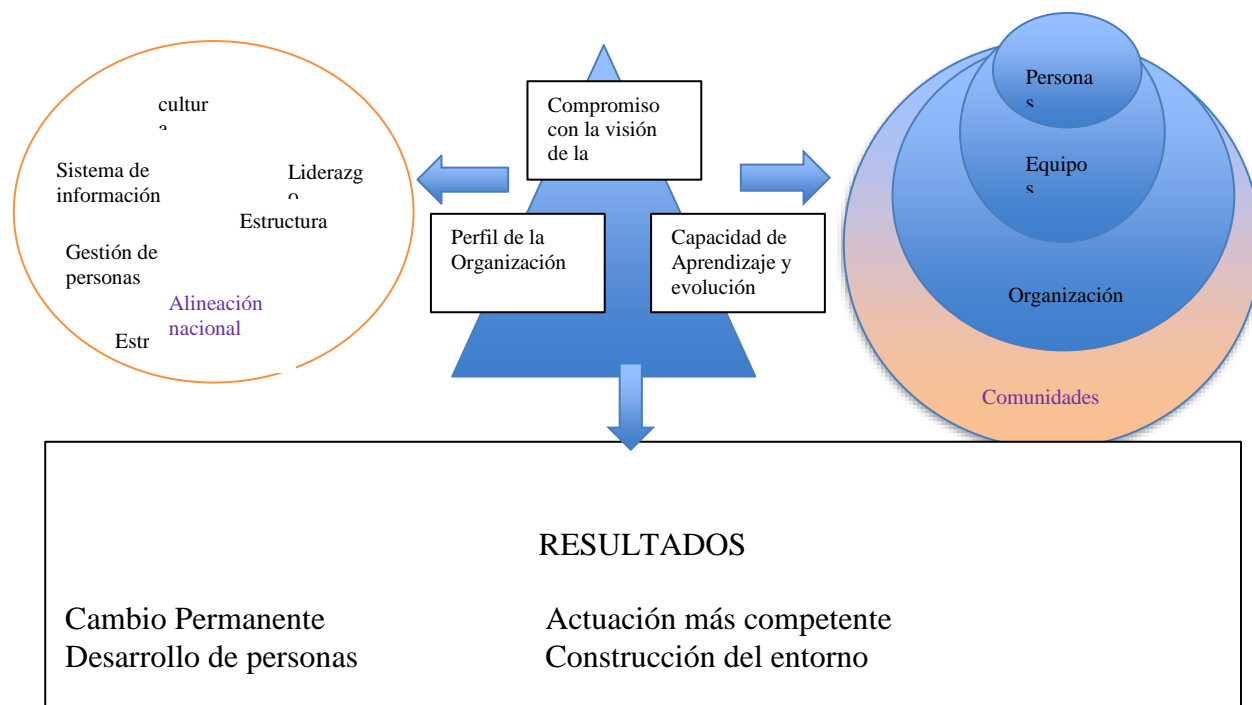 cultur
Sistema de
información
Liderazg
Estructura
Gestión de
personas
Alineación
nacional
Estr
Compromiso
con la visión
de la
Perfil de la
Organización
Capacidad de
Aprendizaje y
evolución
Persona
s
Equipo
s
Organización
Comunidades
RESULTADOS
Cambio Permanente
Actuación más competente
Desarrollo de personas
Construcción del entorno